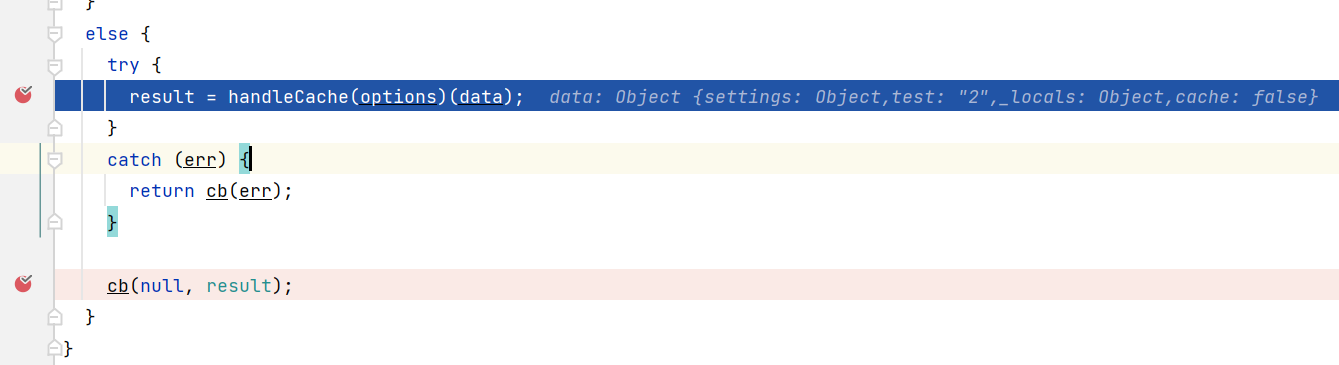 }
else {
try {
result = handleCache(options)(data); data: Object {settings: Object,test: "2",_locals: Object,cache: false}
}
catch (err) {
return cb(err);
}
cb(null, result);
}
}